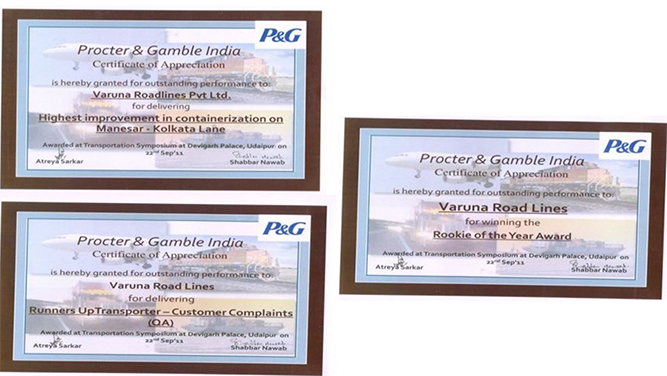 P&G
Procter & Gamble India
Certificate of Appreciation
is hereby granted for outstanding performance to:
Varuna Roadlines Pvt Ltd.
for delivering
Highest improvement in containerization on
Manesar - Kolkata Lane
Awarded at Transportation Symposium at Devigarh Palace, Udaipur on
22nd Sep'11
Atreya Sarkar
Shabbar Nawab
P&G
Procter & Gamble India
Certificate of Appreciation
is hereby granted for outstanding performance to:
Varuna Road Lines
for delivering
Runners Up Transporter – Customer Complaints
(OA)
Awarded at Transportation Symposium at Devigarh Palace, Udaipur on
22nd Sep'11
Atreya Sarkar
Shabbar Nawab
P&G
Procter & Gamble India
Certificate of Appreciation
is hereby granted for outstanding performance to:
Varuna Road Lines
for winning the
Rookie of the Year Award
Awarded at Transportation Symposium at Devigarh Palace, Udaipur on
22nd Sep'11
Atreya Sarkar
Shabbar Nawab